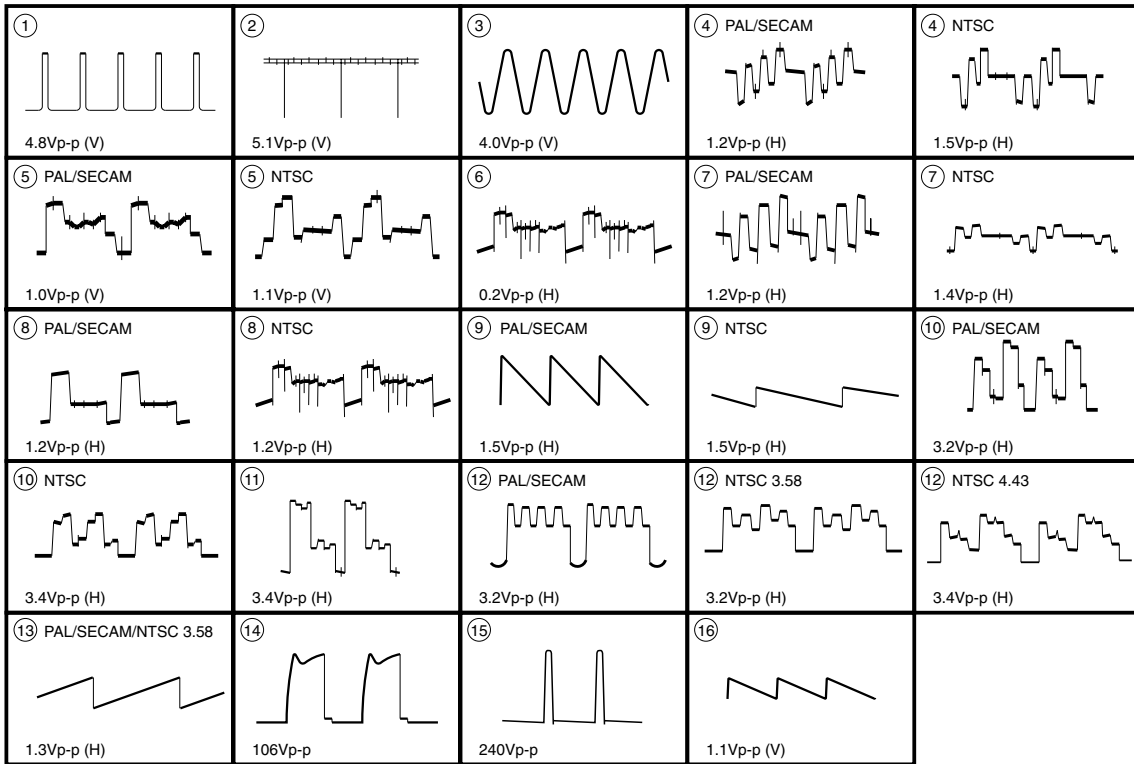 ① ② ③ ④ PAL/SECAM ④ NTSC
4.8Vp-p (V) 5.1Vp-p (V) 4.0Vp-p (V) 1.2Vp-p (H) 1.5Vp-p (H)
⑤ PAL/SECAM ⑤ NTSC ⑥ ⑦ PAL/SECAM ⑦ NTSC
1.0Vp-p (V) 1.1Vp-p (V) 0.2Vp-p (H) 1.2Vp-p (H) 1.4Vp-p (H)
⑧ PAL/SECAM ⑧ NTSC ⑨ PAL/SECAM ⑨ NTSC ⑩ PAL/SECAM
1.2Vp-p (H) 1.2Vp-p (H) 1.5Vp-p (H) 1.5Vp-p (H) 3.2Vp-p (H)
⑩ NTSC ⑪ ⑫ PAL/SECAM ⑫ NTSC 3.58 ⑫ NTSC 4.43
3.4Vp-p (H) 3.4Vp-p (H) 3.2Vp-p (H) 3.2Vp-p (H) 3.4Vp-p (H)
⑬ PAL/SECAM/NTSC 3.58 ⑭ ⑮ ⑯
1.3Vp-p (H) 106Vp-p 240Vp-p 1.1Vp-p (V)